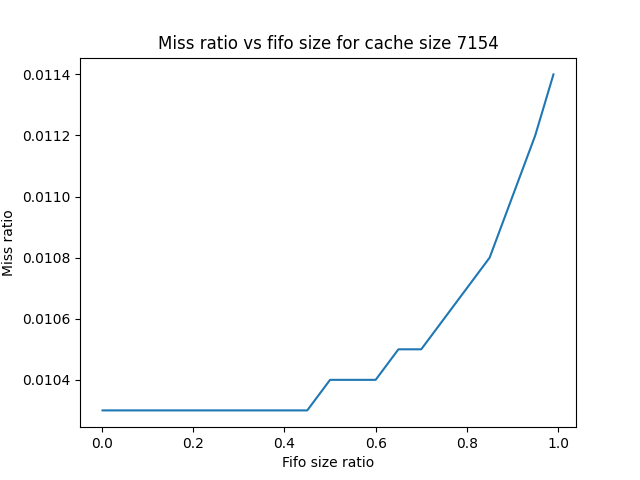 Miss ratio vs fifo size for cache size 7154
0.0114
0.0112
0.0110
0.0108
0.0106
0.0104
Miss ratio
0.0 0.2 0.4 0.6 0.8 1.0
Fifo size ratio